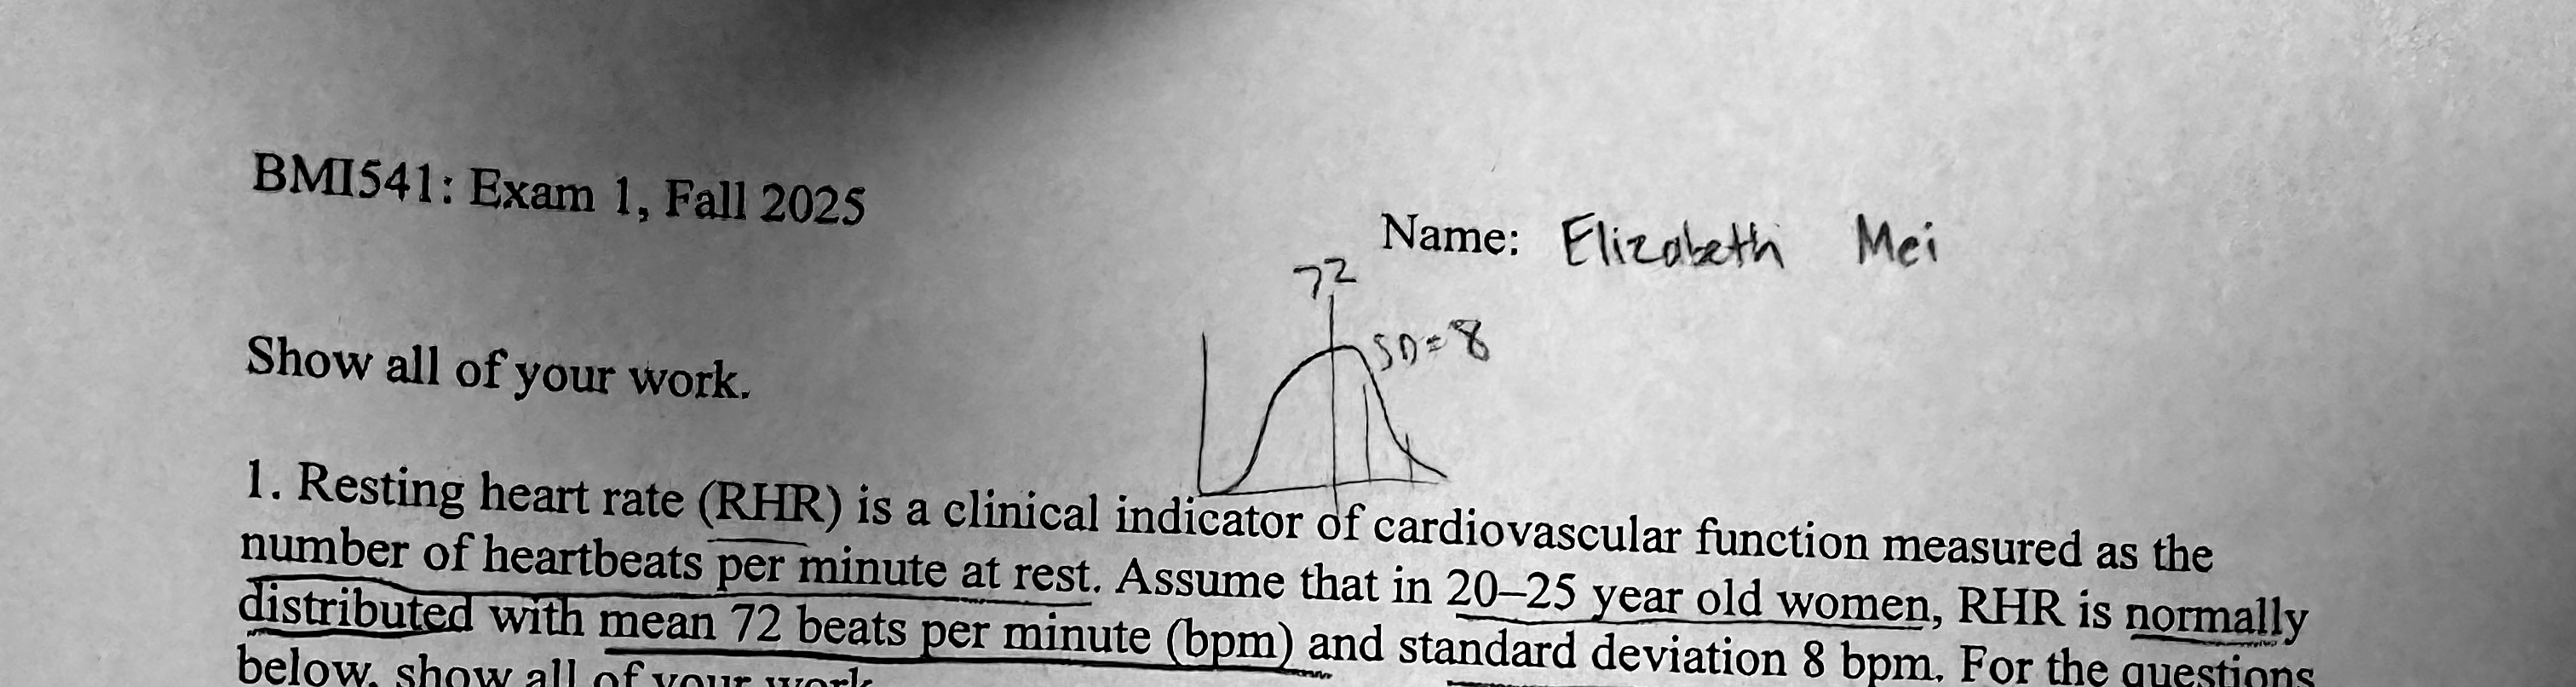 BMI541: Exam 1, Fall 2025
Name: Elizabeth Mei
72
SD=8
Show all of your work.
1. Resting heart rate (RHR) is a clinical indicator of cardiovascular function measured as the
number of heartbeats per minute at rest. Assume that in 20–25 year old women, RHR is normally
distributed with mean 72 beats per minute (bpm) and standard deviation 8 bpm. For the questions
below, show all of your work